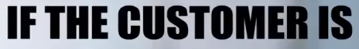 IF THE CUSTOMER IS